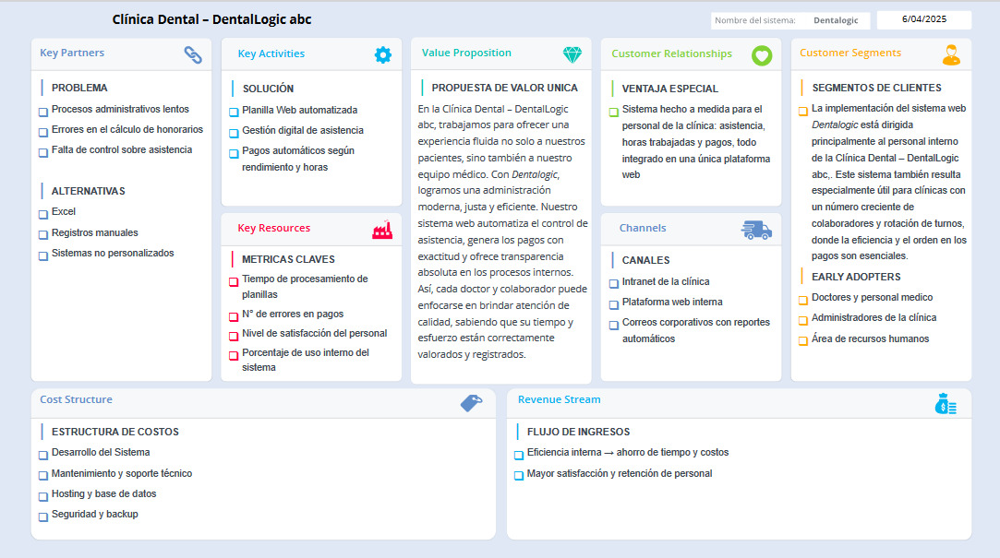 Clínica Dental – DentalLogic abc
Nombre del sistema: Dentalogic
6/04/2025
Key Partners
PROBLEMA
Procesos administrativos lentos
Errores en el cálculo de honorarios
Falta de control sobre asistencia
ALTERNATIVAS
Excel
Registros manuales
Sistemas no personalizados
Key Activities
SOLUCIÓN
Planilla Web automatizada
Gestión digital de asistencia
Pagos automáticos según
rendimiento y horas
Key Resources
METRICAS CLAVES
Tiempo de procesamiento de
planillas
N° de errores en pagos
Nivel de satisfacción del personal
Porcentaje de uso interno del
sistema
Value Proposition
PROPUESTA DE VALOR UNICA
En la Clínica Dental – DentalLogic
abc, trabajamos para ofrecer una
experiencia fluida no solo a nuestros
pacientes, sino también a nuestro
equipo médico. Con Dentalogic,
logramos una administración
moderna, justa y eficiente. Nuestro
sistema web automatiza el control de
asistencia, genera los pagos con
exactitud y ofrece transparencia
absoluta en los procesos internos.
Así, cada doctor y colaborador puede
enfocarse en brindar atención de
calidad, sabiendo que su tiempo y
esfuerzo están correctamente
valorados y registrados.
Customer Relationships
VENTAJA ESPECIAL
Sistema hecho a medida para el
personal de la clínica: asistencia,
horas trabajadas y pagos, todo
integrado en una única plataforma
web
Channels
CANALES
Intranet de la clínica
Plataforma web interna
Correos corporativos con reportes
automáticos
Customer Segments
SEGMENTOS DE CLIENTES
La implementación del sistema web
Dentalogic está dirigida
principalmente al personal interno
de la Clínica Dental – DentalLogic
abc,. Este sistema también resulta
especialmente útil para clínicas con
un número creciente de
colaboradores y rotación de turnos,
donde la eficiencia y el orden en los
pagos son esenciales.
EARLY ADOPTERS
Doctores y personal medico
Administradores de la clínica
Área de recursos humanos
Cost Structure
ESTRUCTURA DE COSTOS
Desarrollo del Sistema
Mantenimiento y soporte técnico
Hosting y base de datos
Seguridad y backup
Revenue Stream
FLUJO DE INGRESOS
Eficiencia interna → ahorro de tiempo y costos
Mayor satisfacción y retención de personal